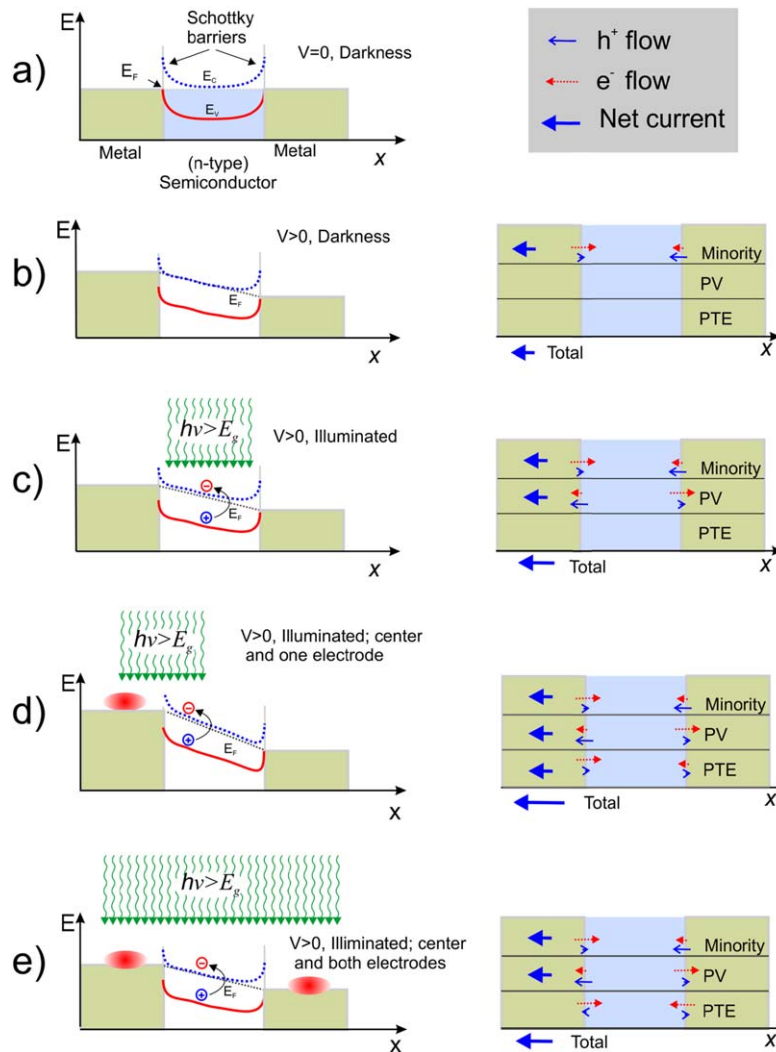 a)
E
Schottky
barriers
V=0, Darkness
E_F
E_c
E_v
Metal
Metal
x
(n-type)
Semiconductor
h⁺ flow
e⁻ flow
Net current
b)
E
V>0, Darkness
E_F
x
Minority
PV
PTE
Total
x
c)
hν>E_g
V>0, Illuminated
E
−
+
E_F
x
Minority
PV
PTE
Total
x
d)
hν>E_g
V>0, Illuminated; center
and one electrode
E
−
+
E_F
x
Minority
PV
PTE
Total
x
e)
hν>E_g
E
V>0, Illiminated; center
and both electrodes
−
+
E_F
x
Minority
PV
PTE
Total
x